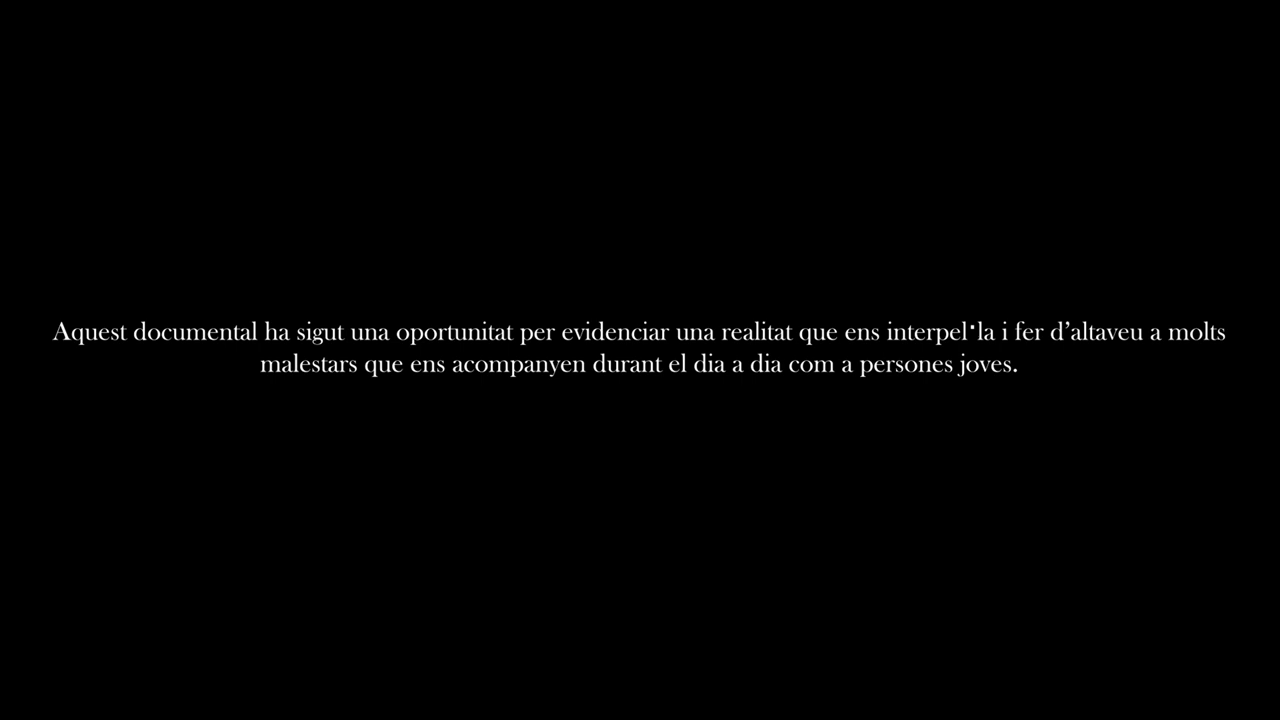 Aquest documental ha sigut una oportunitat per evidenciar una realitat que ens interpel·la i fer d’altaveu a molts
malestars que ens acompanyen durant el dia a dia com a persones joves.